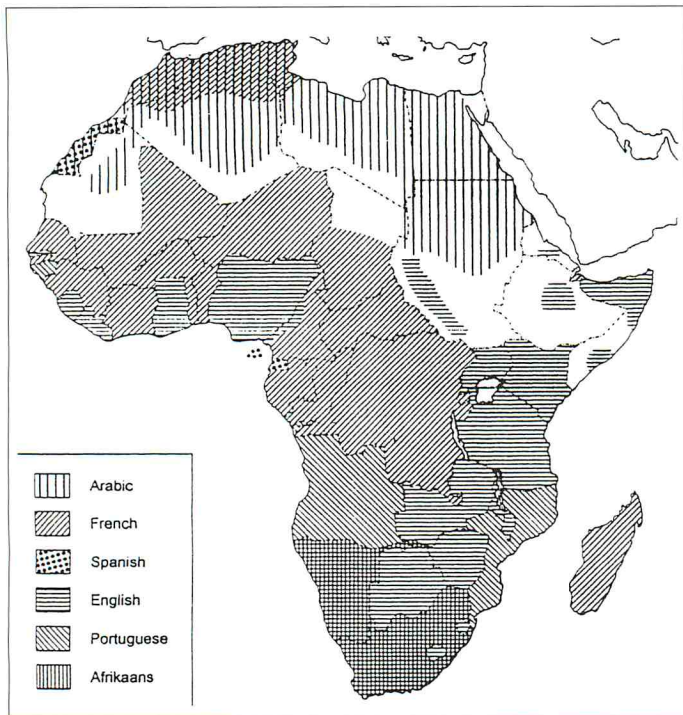 Arabic
French
Spanish
English
Portuguese
Afrikaans